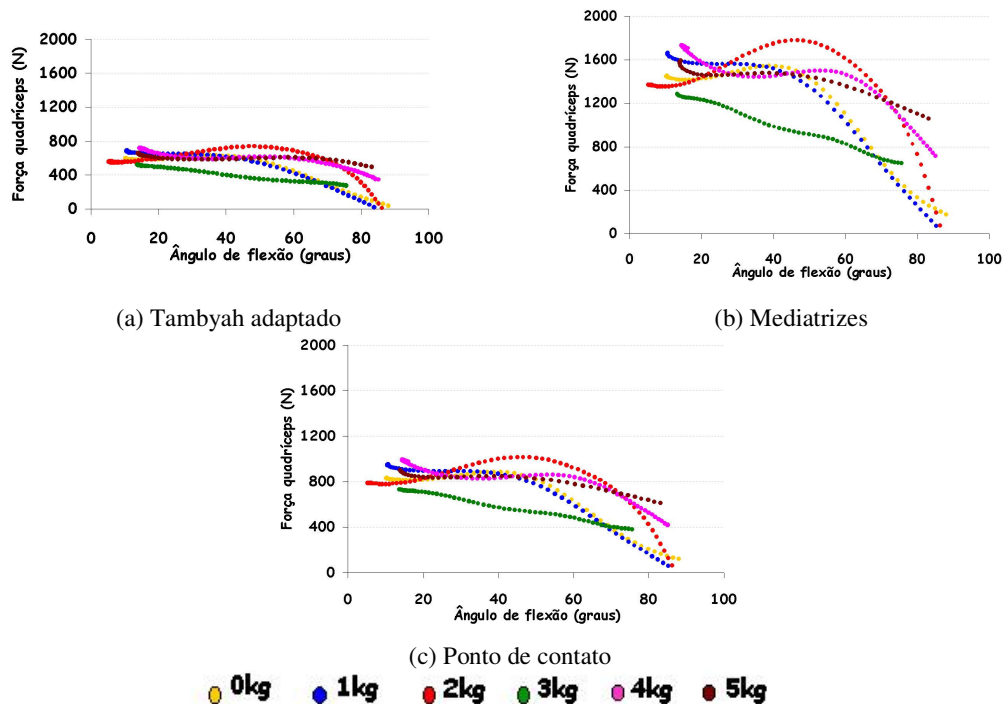 2000
1600
1200
800
400
0
Força quadríceps (N)
0 20 40 60 80 100
Ângulo de flexão (graus)
(a) Tambyah adaptado
2000
1600
1200
800
400
0
Força quadríceps (N)
0 20 40 60 80 100
Ângulo de flexão (graus)
(b) Mediatrizes
2000
1600
1200
800
400
0
Força quadríceps (N)
0 20 40 60 80 100
Ângulo de flexão (graus)
(c) Ponto de contato
0kg 1kg 2kg 3kg 4kg 5kg